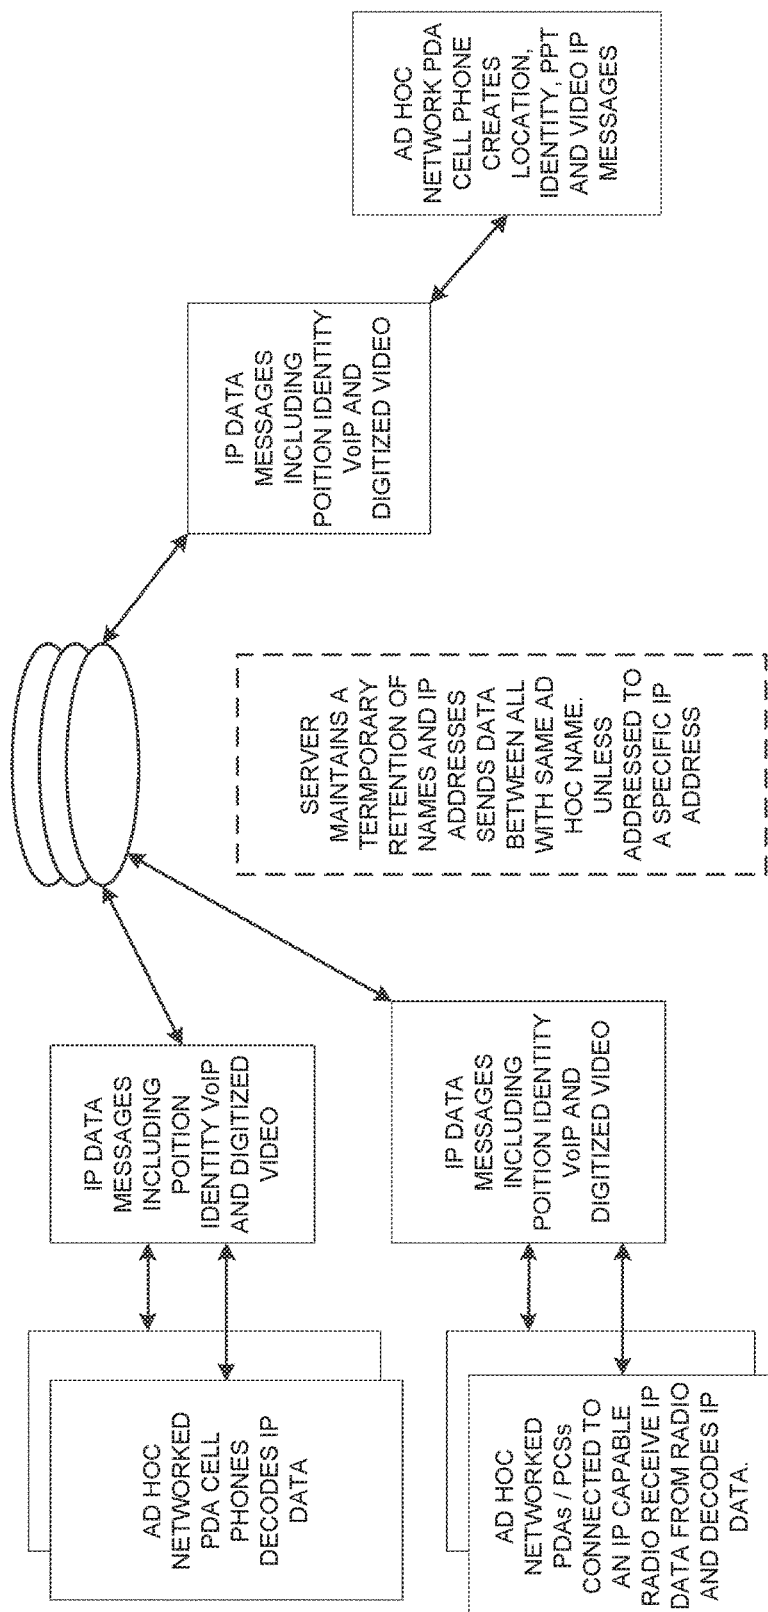 AD HOC
NETWORKED
PDA CELL
PHONES
DECODES IP
DATA
IP DATA
MESSAGES
INCLUDING
POITION
IDENTITY VoIP
AND DIGITIZED
VIDEO
AD HOC
NETWORKED
PDAs / PCSs
CONNECTED TO
AN IP CAPABLE
RADIO RECEIVE IP
DATA FROM RADIO
AND DECODES IP
DATA.
IP DATA
MESSAGES
INCLUDING
POITION IDENTITY
VoIP AND
DIGITIZED VIDEO
SERVER
MAINTAINS A
TERMPORARY
RETENTION OF
NAMES AND IP
ADDRESSES
SENDS DATA
BETWEEN ALL
WITH SAME AD
HOC NAME.
UNLESS
ADDRESSED TO
A SPECIFIC IP
ADDRESS
IP DATA
MESSAGES
INCLUDING
POITION IDENTITY
VoIP AND
DIGITIZED VIDEO
AD HOC
NETWORK PDA
CELL PHONE
CREATES
LOCATION,
IDENTITY, PPT
AND VIDEO IP
MESSAGES